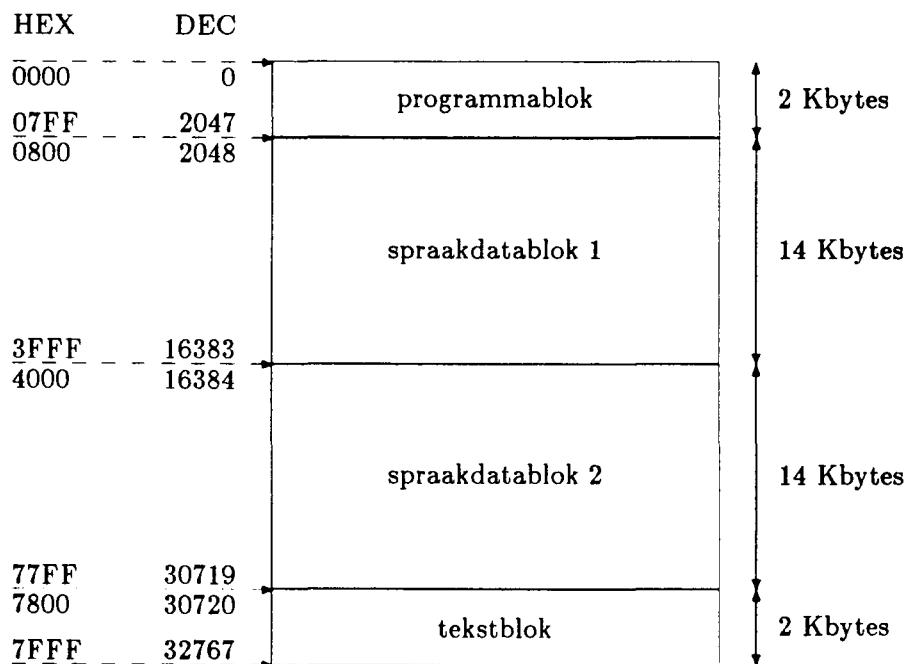 HEX DEC
0000 0
programmablok 2 Kbytes
07FF 2047
0800 2048
spraakdatablok 1 14 Kbytes
3FFF 16383
4000 16384
spraakdatablok 2 14 Kbytes
77FF 30719
7800 30720
tekstblok 2 Kbytes
7FFF 32767